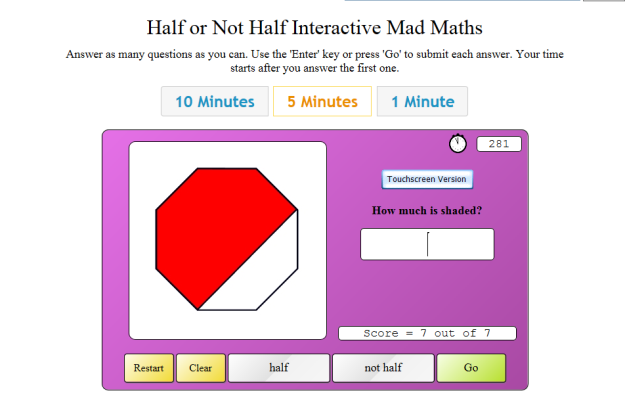 Half or Not Half Interactive Mad Maths
Answer as many questions as you can. Use the 'Enter' key or press 'Go' to submit each answer. Your time
starts after you answer the first one.
10 Minutes 5 Minutes 1 Minute
281
Touchscreen Version
How much is shaded?
Score = 7 out of 7
Restart Clear half not half Go